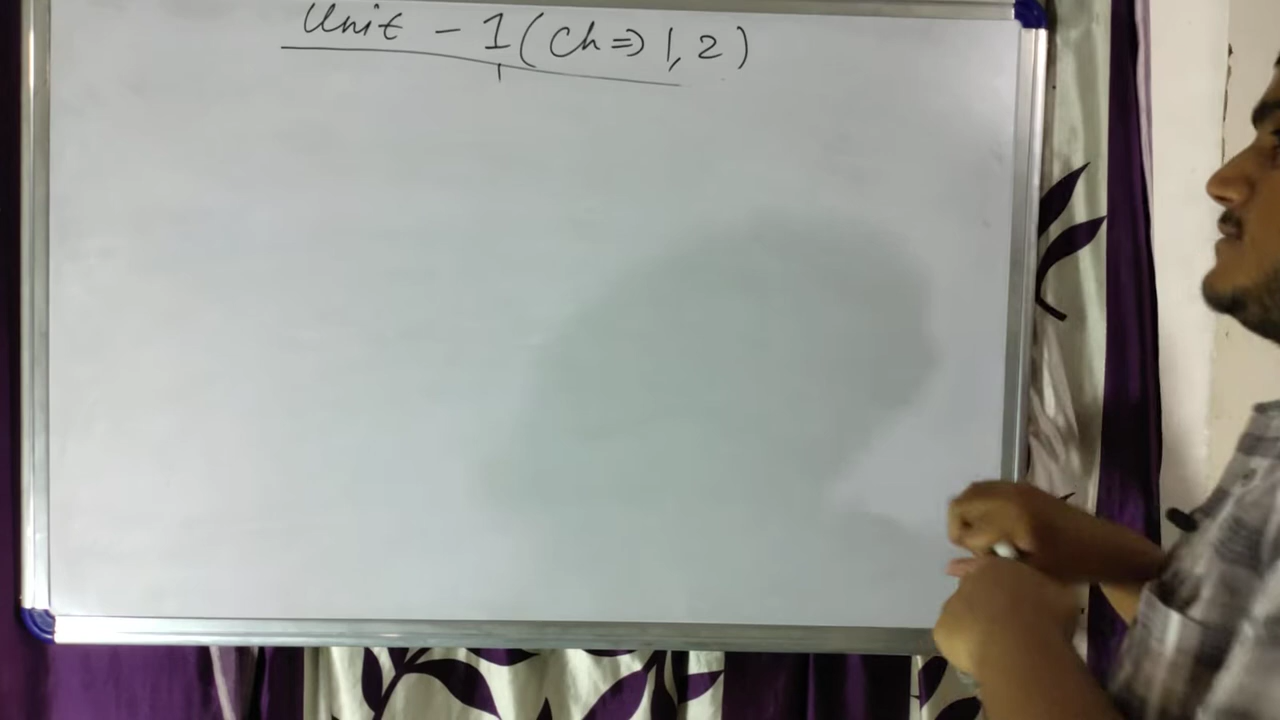 Unit - 1 (Ch => 1, 2)